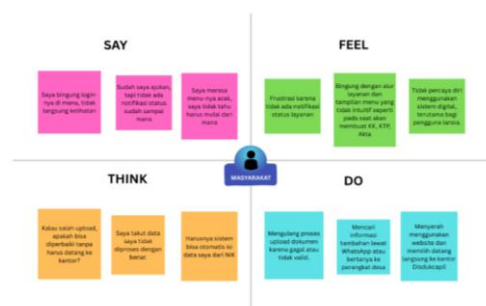 SAY
FEEL
Saya bingung login
nya di mana, tidak
langsung kelihatan
Sudah saya ajukan,
tapi tidak ada
notifikasi status
sudah sampai
mana
Saya merasa
menu-nya acak,
saya tidak tahu
harus mulai dari
mana
Frustrasi karena
tidak ada notifikasi
status layanan
Bingung dengan alur
layanan dan
tampilan menu yang
tidak intuitif seperti
pada saat akan
membuat KK, KTP,
Akta
Tidak percaya diri
menggunakan
sistem digital,
terutama bagi
pengguna lansia.
MASYARAKAT
THINK
DO
Kalau salah upload,
apakah bisa
diperbaiki tanpa
harus datang ke
kantor?
Saya takut data
saya tidak
diproses dengan
benar
Harusnya sistem
bisa otomatis isi
data saya dari NIK
Mengulang proses
upload dokumen
karena gagal atau
tidak valid.
Mencari
informasi
tambahan lewat
WhatsApp atau
bertanya ke
perangkat desa
Menyerah
menggunakan
website dan
memilih datang
langsung ke kantor
Disdukcapil